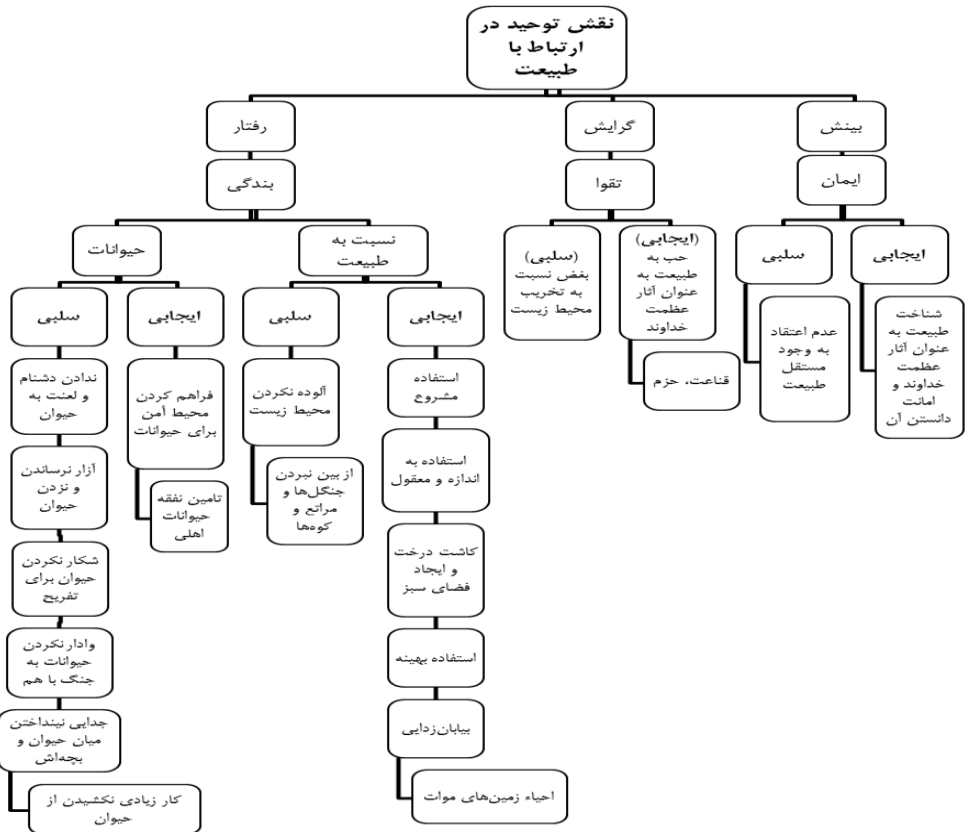 نقش توحید در
ارتباط با
طبیعت
بینش
گرایش
رفتار
ایمان
تقوا
بندگی
ایجابی
سلبی
(ایجابی)
حب به
طبیعت به
عنوان آثار
عظمت
خداوند
(سلبی)
بغض نسبت
به تخریب
محیط زیست
نسبت به
طبیعت
حیوانات
شناخت
طبیعت به
عنوان آثار
عظمت
خداوند و
امانت
دانستن آن
عدم اعتقاد
به وجود
مستقل
طبیعت
قناعت، حزم
ایجابی
سلبی
ایجابی
سلبی
استفاده
مشروع
استفاده به
اندازه و معقول
کاشت درخت
و ایجاد
فضای سبز
استفاده بهینه
بیابان‌زدایی
احیاء زمین‌های موات
آلوده نکردن
محیط زیست
از بین نبردن
جنگل‌ها و
مراتع و
کوه‌ها
فراهم کردن
محیط أمن
برای حیوانات
تامین نفقه
حیوانات
اهلی
ندادن دشنام
و لعنت به
حیوان
آزار نرساندن
و نزدن
حیوان
شکار نکردن
حیوان برای
تفریح
وادار نکردن
حیوانات به
جنگ با هم
جدایی نینداختن
میان حیوان و
بچه‌اش
کار زیادی نکشیدن از
حیوان